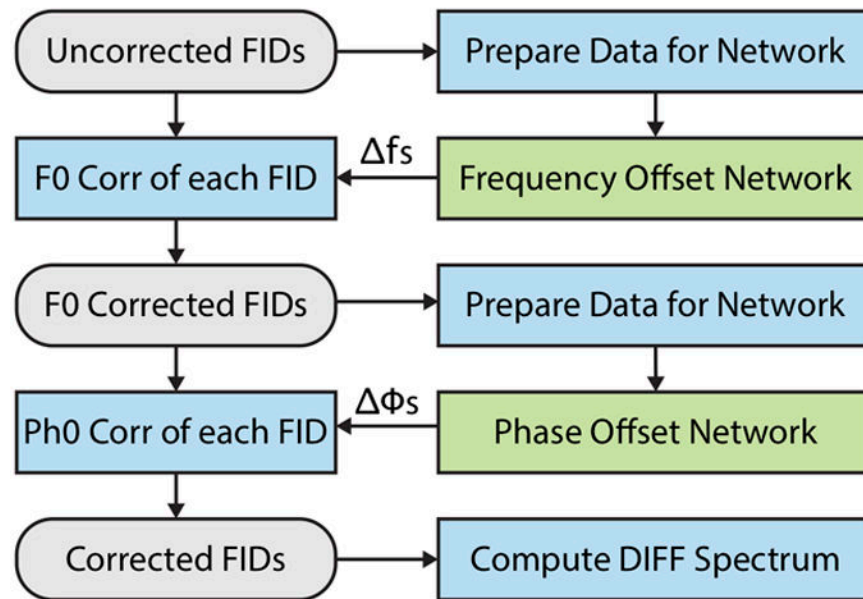 Uncorrected FIDs
Prepare Data for Network
F0 Corr of each FID
Δfs
Frequency Offset Network
F0 Corrected FIDs
Prepare Data for Network
Ph0 Corr of each FID
ΔΦs
Phase Offset Network
Corrected FIDs
Compute DIFF Spectrum